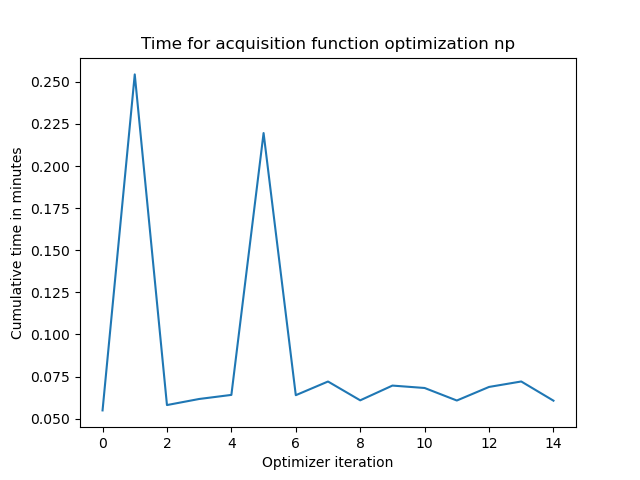 Time for acquisition function optimization np
Cumulative time in minutes
0.250
0.225
0.200
0.175
0.150
0.125
0.100
0.075
0.050
0 2 4 6 8 10 12 14
Optimizer iteration